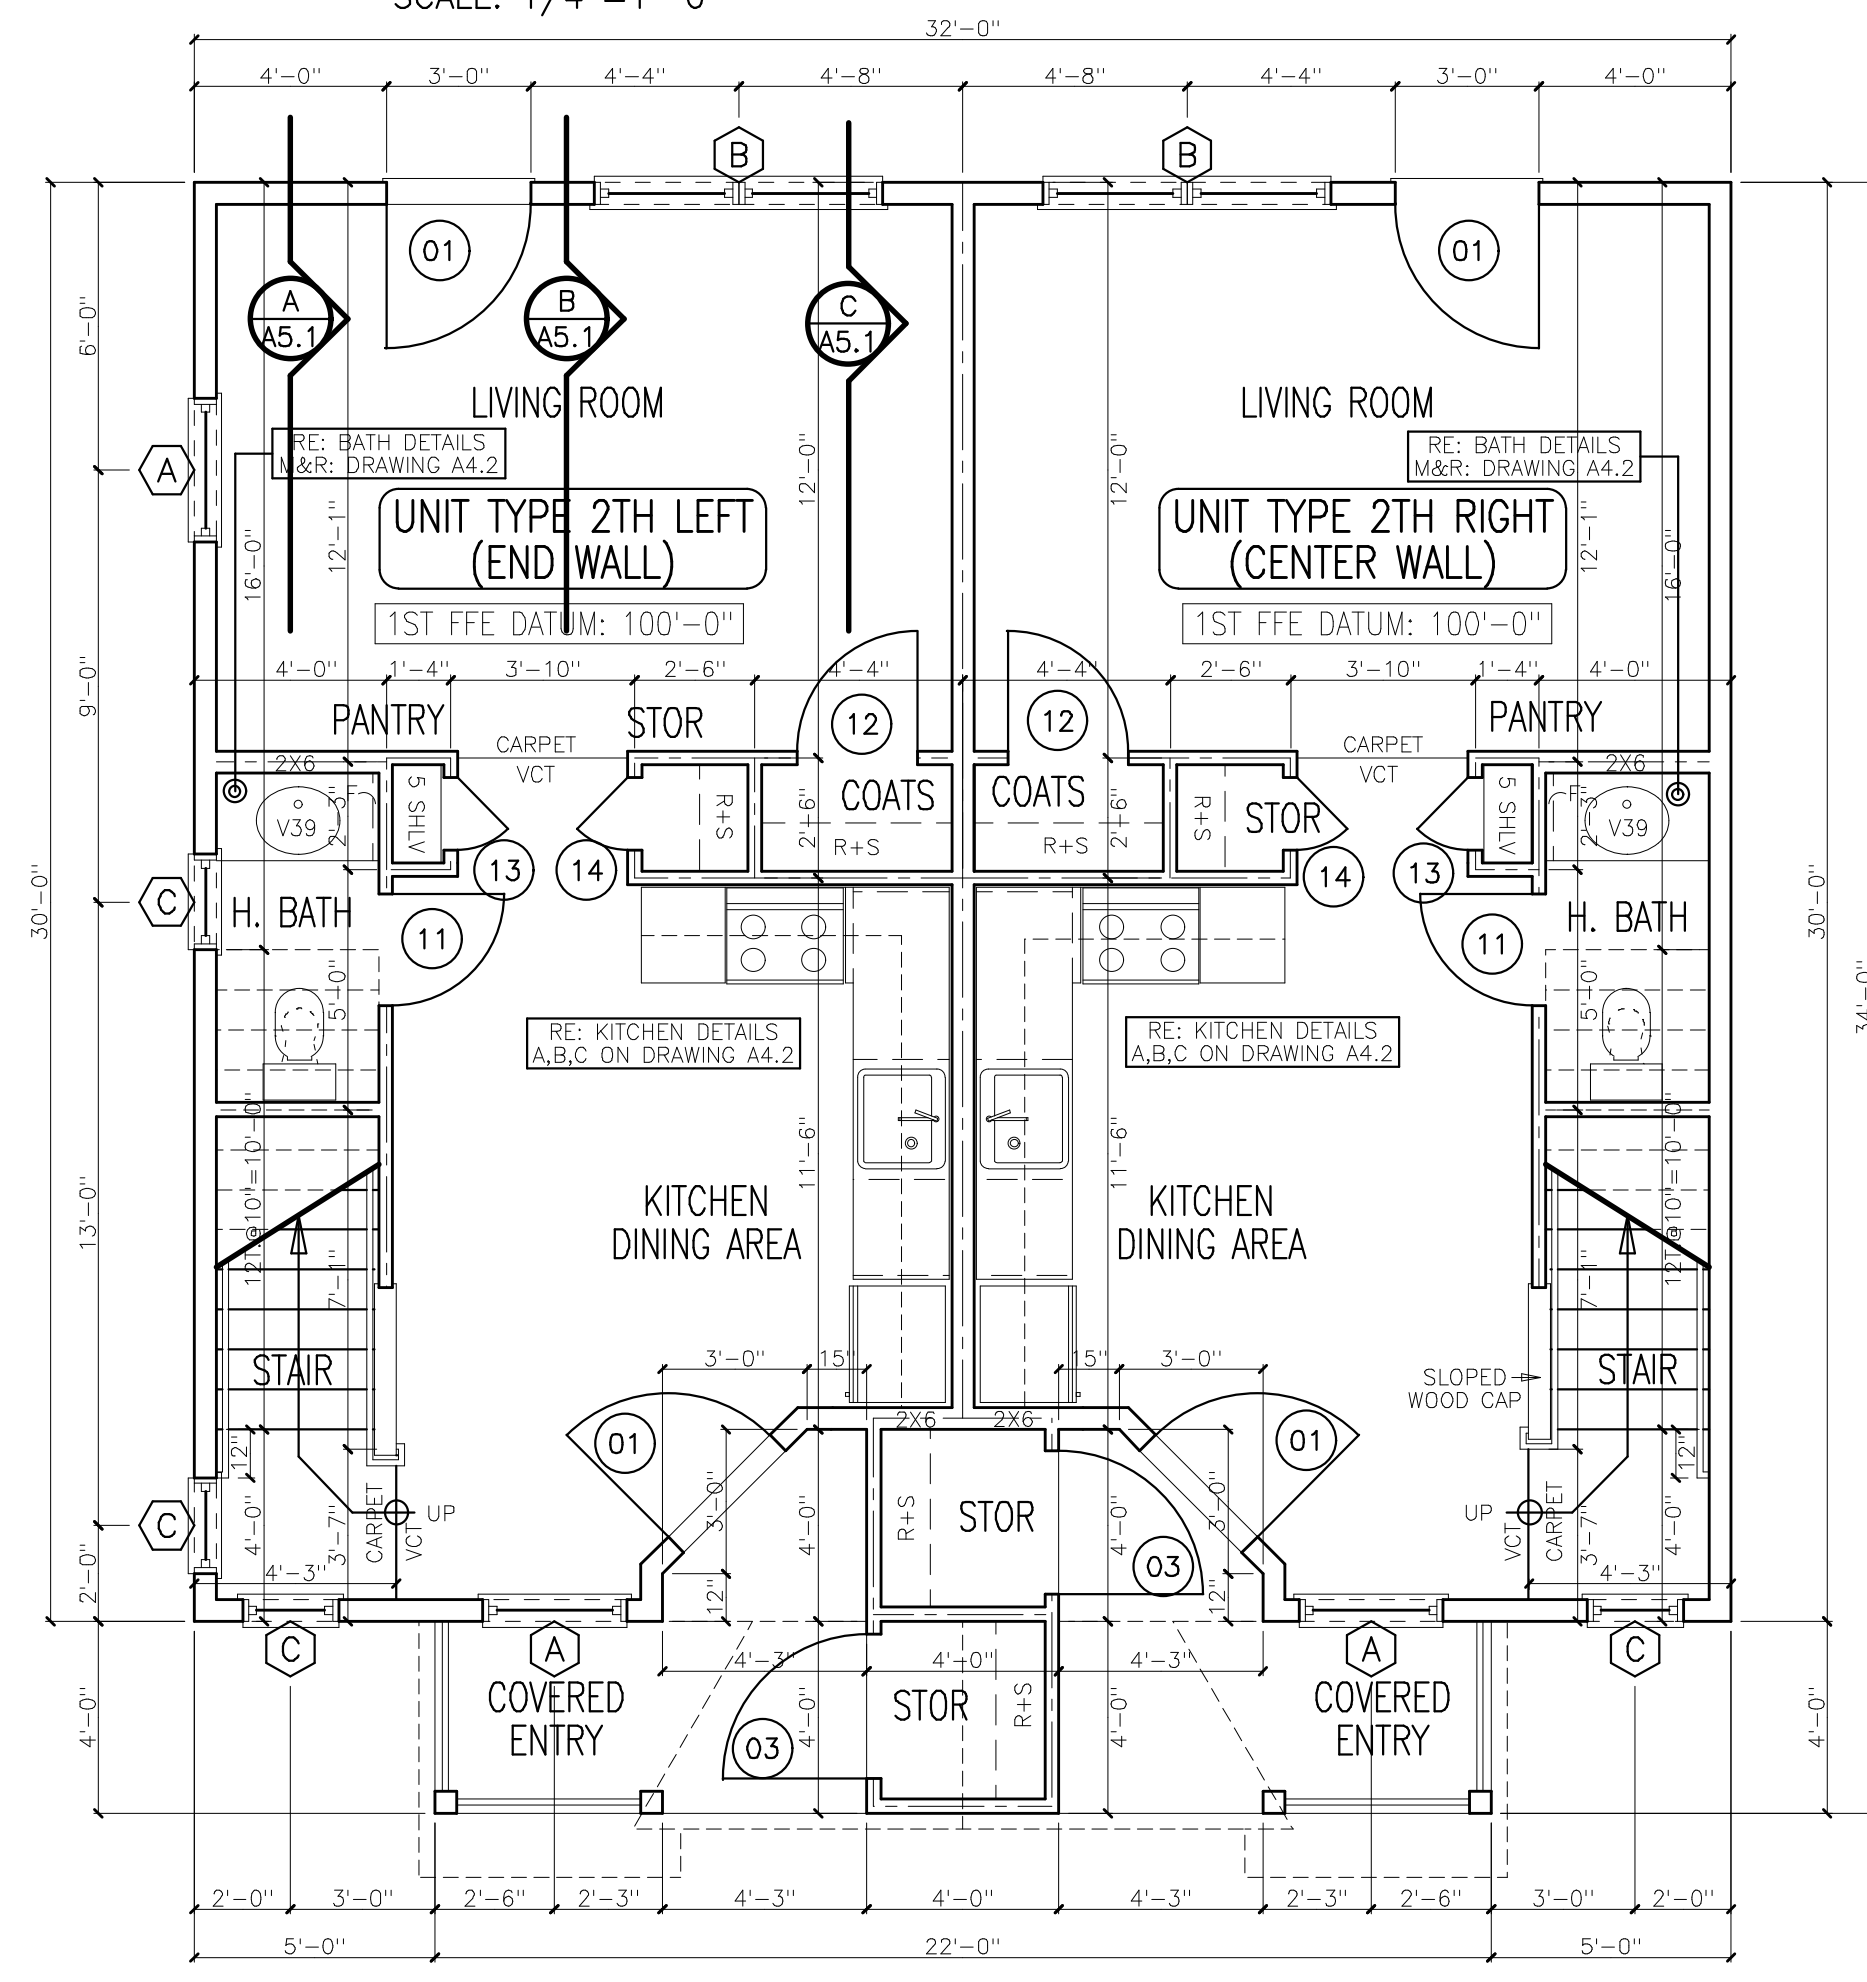 32'-0"
4'-0" 3'-0" 4'-4" 4'-8" 4'-8" 4'-4" 3'-0" 4'-0"
B B
01 01
A B C
A5.1 A5.1 A5.1
6'-0"
LIVING ROOM LIVING ROOM
RE: BATH DETAILS
M&R: DRAWING A4.2
RE: BATH DETAILS
M&R: DRAWING A4.2
A
12'-0" 12'-0"
UNIT TYPE 2TH LEFT
(END WALL)
UNIT TYPE 2TH RIGHT
(CENTER WALL)
16'-0" 12'-1" 12'-1" 16'-0"
1ST FFE DATUM: 100'-0" 1ST FFE DATUM: 100'-0"
9'-0"
4'-0" 1'-4" 3'-10" 2'-6" 4'-4" 4'-4" 2'-6" 3'-10" 1'-4" 4'-0"
PANTRY STOR 12 12 PANTRY
CARPET CARPET
2X6 VCT VCT 2X6
COATS COATS
5 SHLV R+S R+S STOR 5 SHLV
V39 2'-3" 2'-6" 2'-6" 2'-3" V39
R+S R+S
13 14 14 13
C H. BATH H. BATH
11 11
30'-0" 30'-0"
5'-0" 5'-0"
34'-0"
RE: KITCHEN DETAILS
A,B,C ON DRAWING A4.2
RE: KITCHEN DETAILS
A,B,C ON DRAWING A4.2
11'-6" 11'-6"
13'-0"
12T@10"=10'-0" 12T@10"=10'-0"
KITCHEN
DINING AREA
KITCHEN
DINING AREA
7'-1" 7'-1"
3'-0" 15" 15" 3'-0"
STAIR STAIR
SLOPED
WOOD CAP
2X6 2X6
01 01
12" 12"
C UP STOR UP
4'-0" 3'-7" CARPET VCT 3'-0" 4'-0" R+S 4'-0" 3'-0" VCT CARPET 3'-7" 4'-0"
03
2'-0" 4'-3" 12" 12" 4'-3"
C A A C
4'-3" 4'-0" 4'-3"
COVERED
ENTRY
STOR R+S
COVERED
ENTRY
4'-0" 4'-0" 4'-0" 4'-0"
03
2'-0" 3'-0" 2'-6" 2'-3" 4'-3" 4'-0" 4'-3" 2'-3" 2'-6" 3'-0" 2'-0"
5'-0" 22'-0" 5'-0"